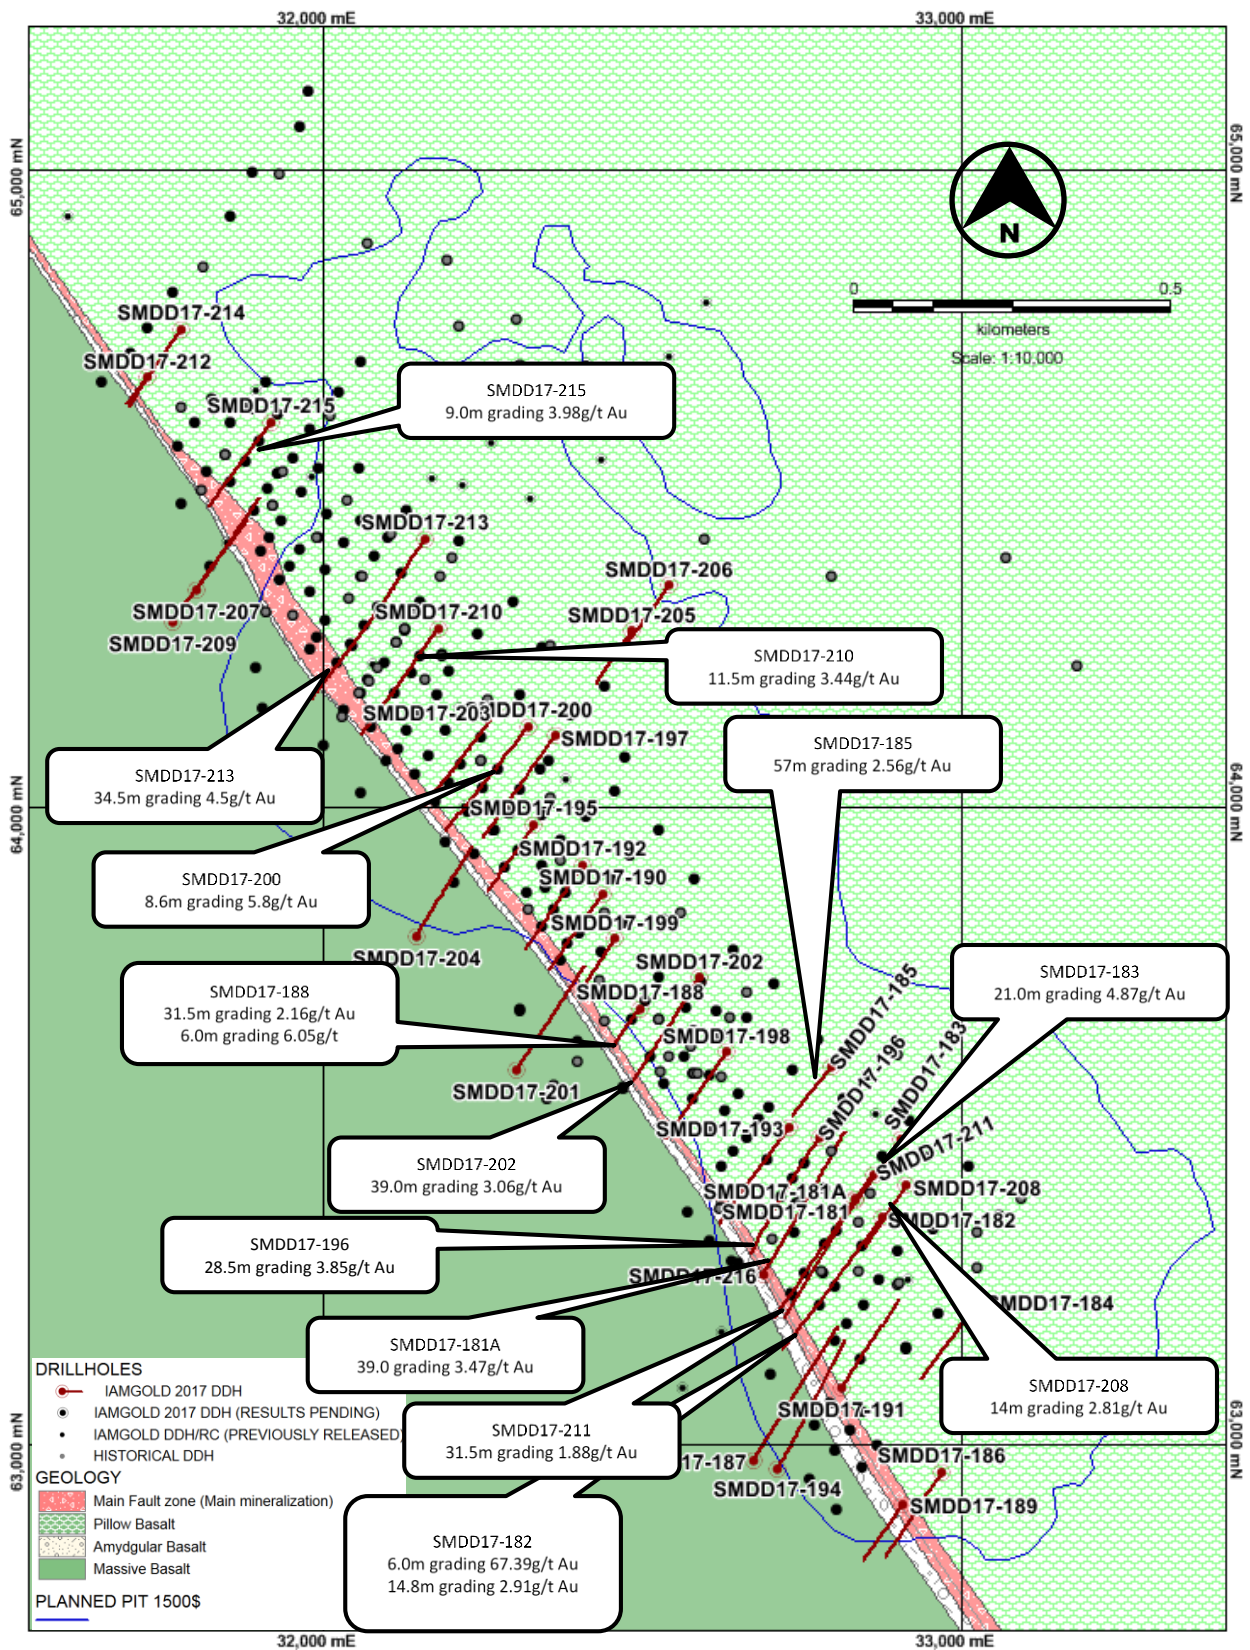 32,000 mE
33,000 mE
65,000 mN
65,000 mN
N
0
0.5
kilometers
Scale: 1:10,000
SMDD17-214
SMDD17-212
SMDD17-215
SMDD17-215
9.0m grading 3.98g/t Au
SMDD17-213
SMDD17-206
SMDD17-207
SMDD17-210
SMDD17-205
SMDD17-209
SMDD17-210
11.5m grading 3.44g/t Au
SMDD17-203
SMDD17-200
SMDD17-197
SMDD17-185
57m grading 2.56g/t Au
SMDD17-213
34.5m grading 4.5g/t Au
64,000 mN
64,000 mN
SMDD17-195
SMDD17-192
SMDD17-200
8.6m grading 5.8g/t Au
SMDD17-190
SMDD17-199
SMDD17-204
SMDD17-202
SMDD17-188
31.5m grading 2.16g/t Au
6.0m grading 6.05g/t
SMDD17-188
SMDD17-185
SMDD17-183
21.0m grading 4.87g/t Au
SMDD17-198
SMDD17-196
SMDD17-183
SMDD17-201
SMDD17-193
SMDD17-211
SMDD17-202
39.0m grading 3.06g/t Au
SMDD17-181A
SMDD17-208
SMDD17-181
SMDD17-182
SMDD17-196
28.5m grading 3.85g/t Au
SMDD17-216
SMDD17-184
SMDD17-181A
39.0 grading 3.47g/t Au
SMDD17-208
14m grading 2.81g/t Au
SMDD17-191
SMDD17-211
31.5m grading 1.88g/t Au
17-187
SMDD17-186
SMDD17-194
SMDD17-189
SMDD17-182
6.0m grading 67.39g/t Au
14.8m grading 2.91g/t Au
63,000 mN
63,000 mN
DRILLHOLES
IAMGOLD 2017 DDH
IAMGOLD 2017 DDH (RESULTS PENDING)
IAMGOLD DDH/RC (PREVIOUSLY RELEASED)
HISTORICAL DDH
GEOLOGY
Main Fault zone (Main mineralization)
Pillow Basalt
Amydgular Basalt
Massive Basalt
PLANNED PIT 1500$
32,000 mE
33,000 mE